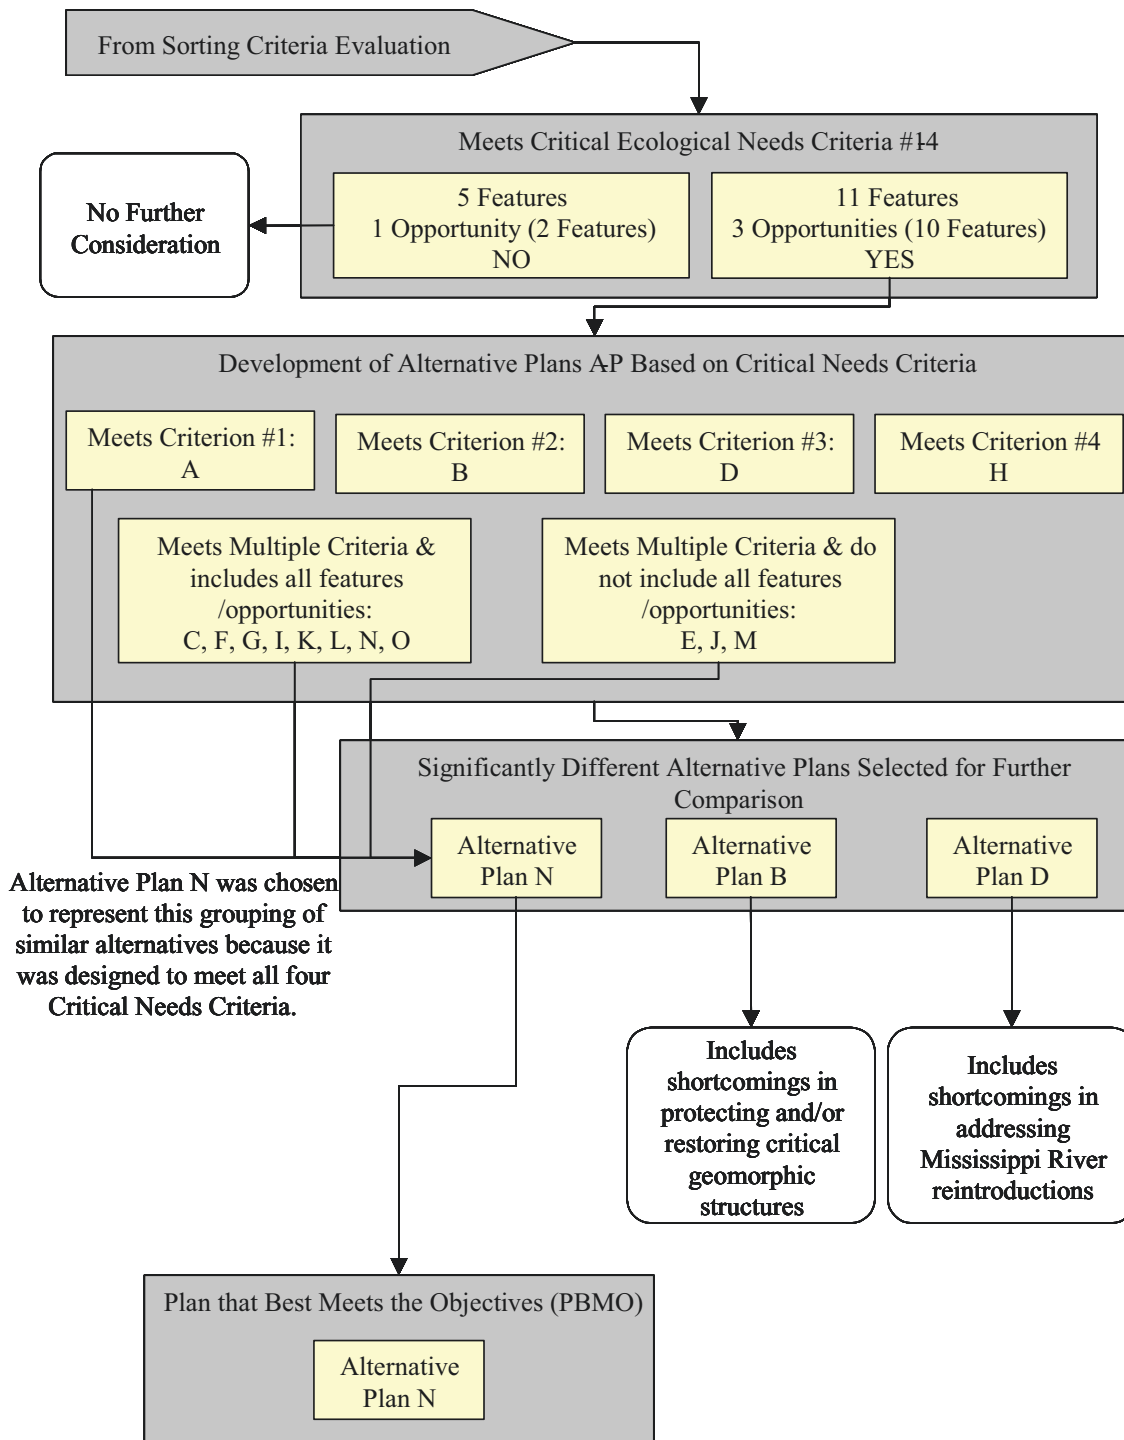 From Sorting Criteria Evaluation
Meets Critical Ecological Needs Criteria #1-4
5 Features
1 Opportunity (2 Features)
NO
11 Features
3 Opportunities (10 Features)
YES
No Further
Consideration
Development of Alternative Plans A-P Based on Critical Needs Criteria
Meets Criterion #1:
A
Meets Criterion #2:
B
Meets Criterion #3:
D
Meets Criterion #4
H
Meets Multiple Criteria &
includes all features
/opportunities:
C, F, G, I, K, L, N, O
Meets Multiple Criteria & do
not include all features
/opportunities:
E, J, M
Significantly Different Alternative Plans Selected for Further
Comparison
Alternative
Plan N
Alternative
Plan B
Alternative
Plan D
Alternative Plan N was chosen
to represent this grouping of
similar alternatives because it
was designed to meet all four
Critical Needs Criteria.
Includes
shortcomings in
protecting and/or
restoring critical
geomorphic
structures
Includes
shortcomings in
addressing
Mississippi River
reintroductions
Plan that Best Meets the Objectives (PBMO)
Alternative
Plan N